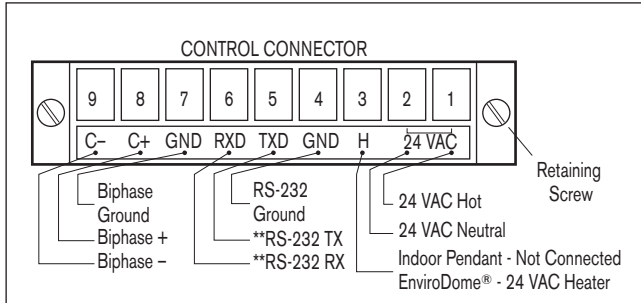 CONTROL CONNECTOR
9 8 7 6 5 4 3 2 1
C– C+ GND RXD TXD GND H 24 VAC
Retaining
Screw
Biphase
Ground
Biphase +
Biphase –
RS-232
Ground
**RS-232 TX
**RS-232 RX
24 VAC Hot
24 VAC Neutral
Indoor Pendant - Not Connected
EnviroDome® - 24 VAC Heater